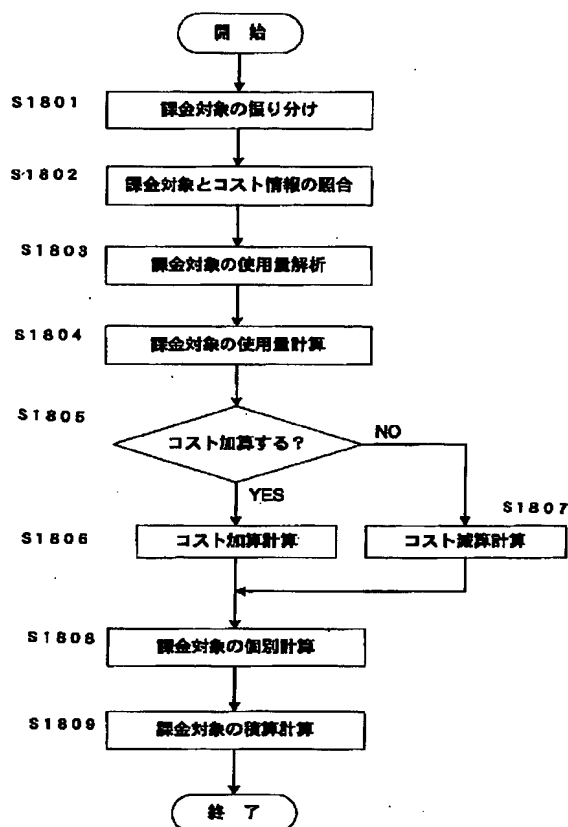 開 始
S1801
課金対象の振り分け
S1802
課金対象とコスト情報の照合
S1803
課金対象の使用量解析
S1804
課金対象の使用量計算
S1805
コスト加算する？
NO
YES
S1806
コスト加算計算
S1807
コスト減算計算
S1808
課金対象の個別計算
S1809
課金対象の積算計算
終 了